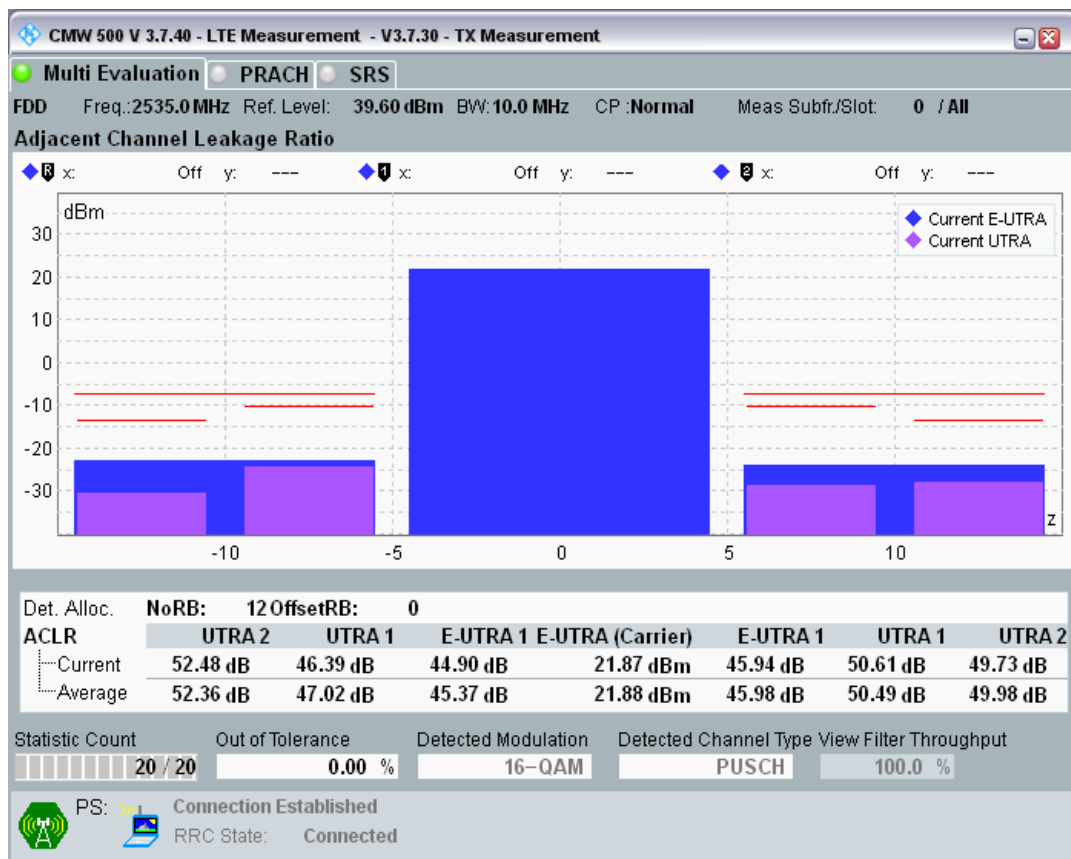 CMW 500 V 3.7.40 - LTE Measurement - V3.7.30 - TX Measurement
Multi Evaluation PRACH SRS
FDD Freq.:2535.0 MHz Ref. Level: 39.60 dBm BW:10.0 MHz CP :Normal Meas Subfr./Slot: 0 / All
Adjacent Channel Leakage Ratio
R x: Off y: --- 1 x: Off y: --- 2 x: Off y: ---
dBm
Current E-UTRA
Current UTRA
30
20
10
0
-10
-20
-30
z
-10 -5 0 5 10
Det. Alloc. NoRB: 12 OffsetRB: 0
ACLR UTRA 2 UTRA 1 E-UTRA 1 E-UTRA (Carrier) E-UTRA 1 UTRA 1 UTRA 2
Current 52.48 dB 46.39 dB 44.90 dB 21.87 dBm 45.94 dB 50.61 dB 49.73 dB
Average 52.36 dB 47.02 dB 45.37 dB 21.88 dBm 45.98 dB 50.49 dB 49.98 dB
Statistic Count Out of Tolerance Detected Modulation Detected Channel Type View Filter Throughput
20 / 20 0.00 % 16-QAM PUSCH 100.0 %
PS: Connection Established
RRC State: Connected